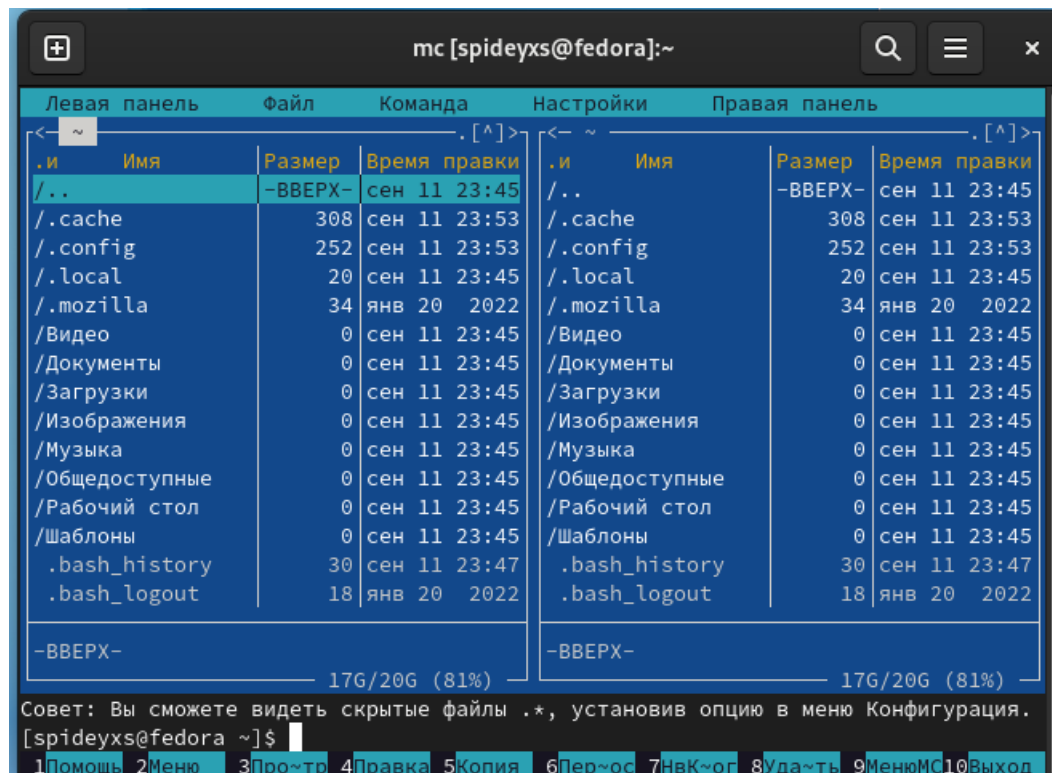 mc [spideyxs@fedora]:~
Левая панель Файл Команда Настройки Правая панель
<- ~ .[^]> <- ~ .[^]>
.и Имя Размер Время правки .и Имя Размер Время правки
/.. -ВВЕРХ- сен 11 23:45 /.. -ВВЕРХ- сен 11 23:45
/.cache 308 сен 11 23:53 /.cache 308 сен 11 23:53
/.config 252 сен 11 23:53 /.config 252 сен 11 23:53
/.local 20 сен 11 23:45 /.local 20 сен 11 23:45
/.mozilla 34 янв 20 2022 /.mozilla 34 янв 20 2022
/Видео 0 сен 11 23:45 /Видео 0 сен 11 23:45
/Документы 0 сен 11 23:45 /Документы 0 сен 11 23:45
/Загрузки 0 сен 11 23:45 /Загрузки 0 сен 11 23:45
/Изображения 0 сен 11 23:45 /Изображения 0 сен 11 23:45
/Музыка 0 сен 11 23:45 /Музыка 0 сен 11 23:45
/Общедоступные 0 сен 11 23:45 /Общедоступные 0 сен 11 23:45
/Рабочий стол 0 сен 11 23:45 /Рабочий стол 0 сен 11 23:45
/Шаблоны 0 сен 11 23:45 /Шаблоны 0 сен 11 23:45
.bash_history 30 сен 11 23:47 .bash_history 30 сен 11 23:47
.bash_logout 18 янв 20 2022 .bash_logout 18 янв 20 2022
-ВВЕРХ- -ВВЕРХ-
17G/20G (81%) 17G/20G (81%)
Совет: Вы сможете видеть скрытые файлы .*, установив опцию в меню Конфигурация.
[spideyxs@fedora ~]$
1Помощь 2Меню 3Про~тр 4Правка 5Копия 6Пер~ос 7НвК~ог 8Уда~ть 9МенюМС 10Выход